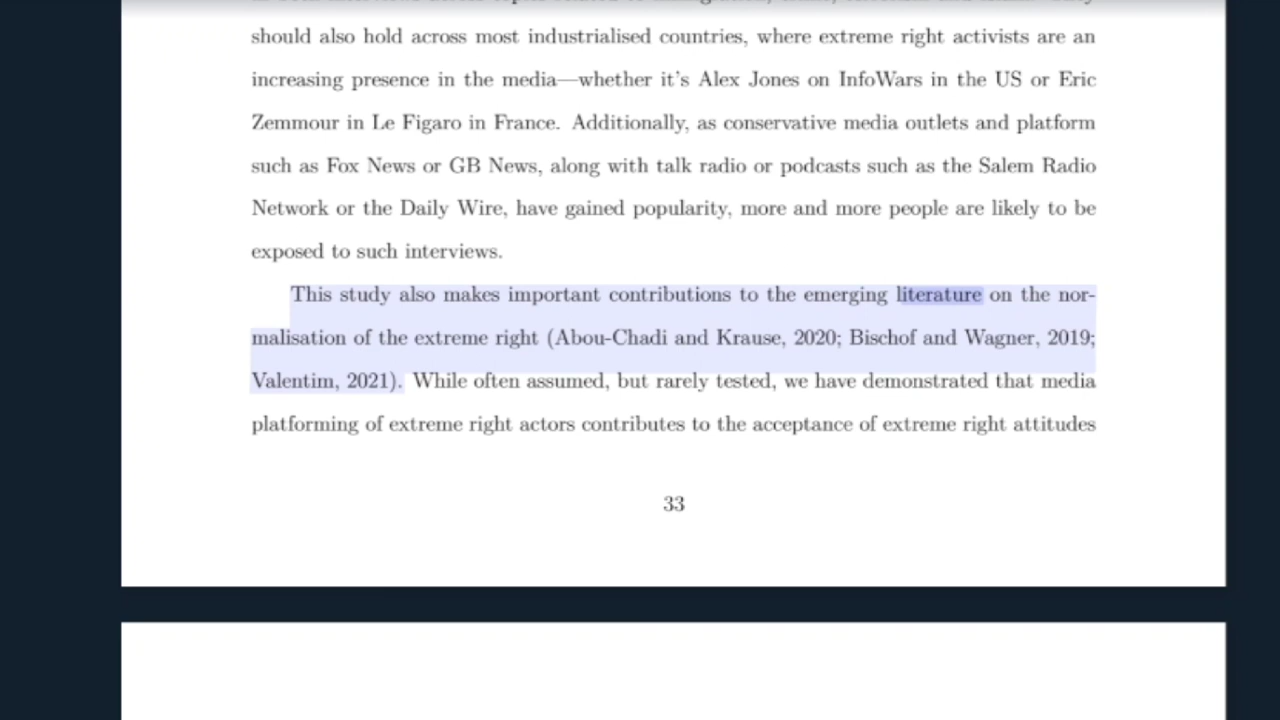 should also hold across most industrialised countries, where extreme right activists are an
increasing presence in the media—whether it's Alex Jones on InfoWars in the US or Eric
Zemmour in Le Figaro in France. Additionally, as conservative media outlets and platform
such as Fox News or GB News, along with talk radio or podcasts such as the Salem Radio
Network or the Daily Wire, have gained popularity, more and more people are likely to be
exposed to such interviews.
This study also makes important contributions to the emerging literature on the nor-
malisation of the extreme right (Abou-Chadi and Krause, 2020; Bischof and Wagner, 2019;
Valentim, 2021). While often assumed, but rarely tested, we have demonstrated that media
platforming of extreme right actors contributes to the acceptance of extreme right attitudes
33